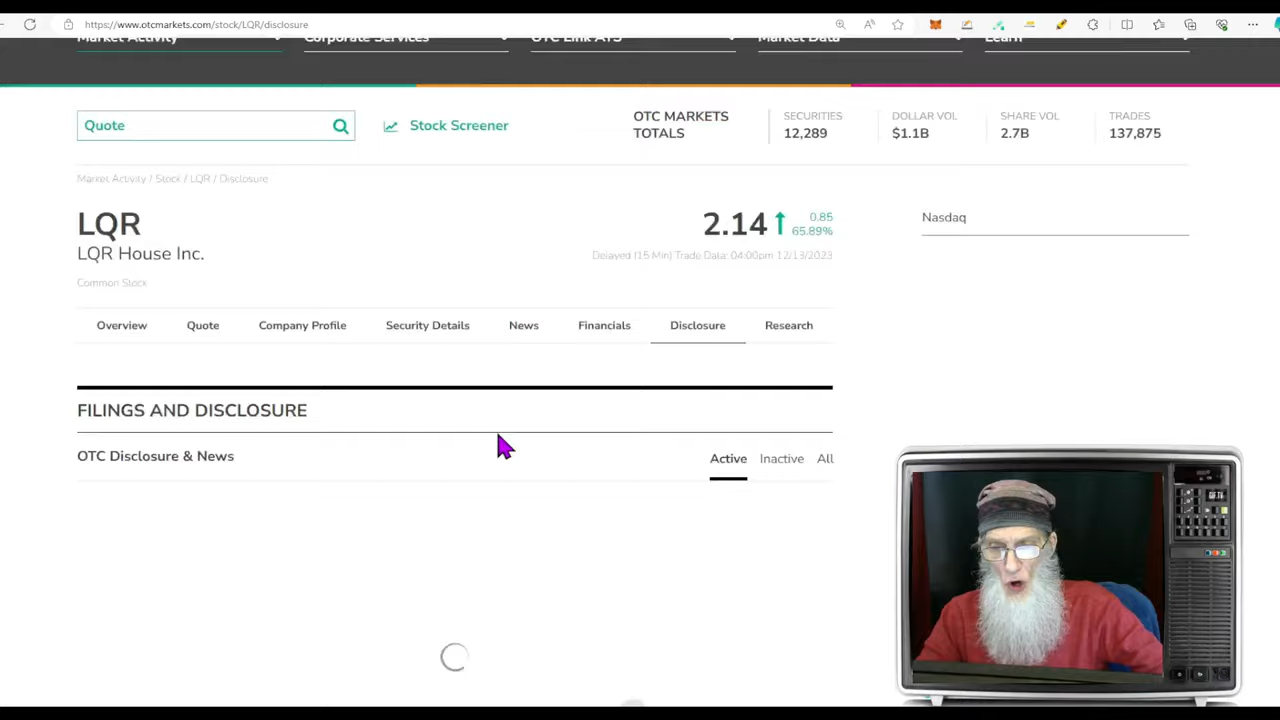 https://www.otcmarkets.com/stock/LQR/disclosure
Market Activity
Corporate Services
OTC Link ATS
Market Data
Learn
Quote
Stock Screener
OTC MARKETS
TOTALS
SECURITIES
12,289
DOLLAR VOL
$1.1B
SHARE VOL
2.7B
TRADES
137,875
Market Activity / Stock / LQR / Disclosure
LQR
LQR House Inc.
Common Stock
2.14
0.85
65.89%
Delayed (15 Min) Trade Data: 04:00pm 12/13/2023
Nasdaq
Overview
Quote
Company Profile
Security Details
News
Financials
Disclosure
Research
FILINGS AND DISCLOSURE
OTC Disclosure & News
Active
Inactive
All